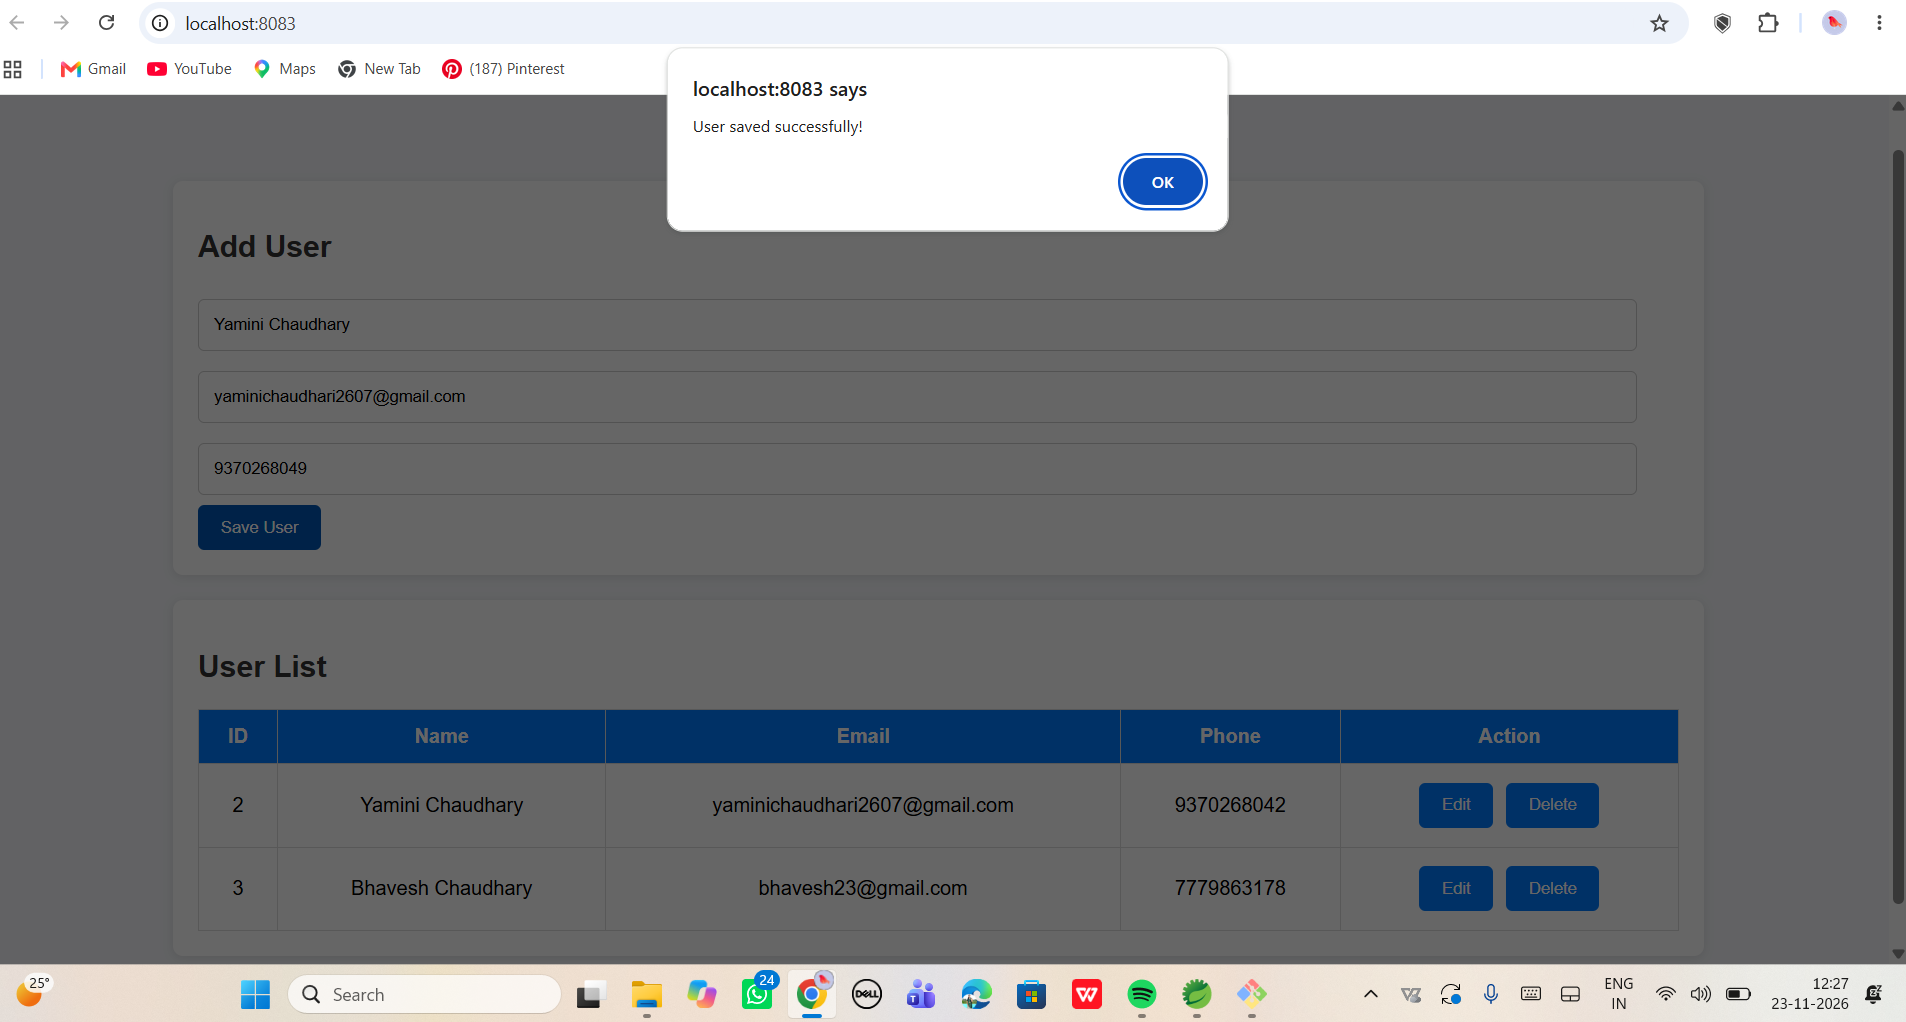 localhost:8083
Gmail YouTube Maps New Tab (187) Pinterest
localhost:8083 says
User saved successfully!
OK
Add User
Yamini Chaudhary
yaminichaudhari2607@gmail.com
9370268049
Save User
User List
ID Name Email Phone Action
2 Yamini Chaudhary yaminichaudhari2607@gmail.com 9370268042 Edit Delete
3 Bhavesh Chaudhary bhavesh23@gmail.com 7779863178 Edit Delete
25°
Search
24
DELL
ENG
IN
12:27
23-11-2026